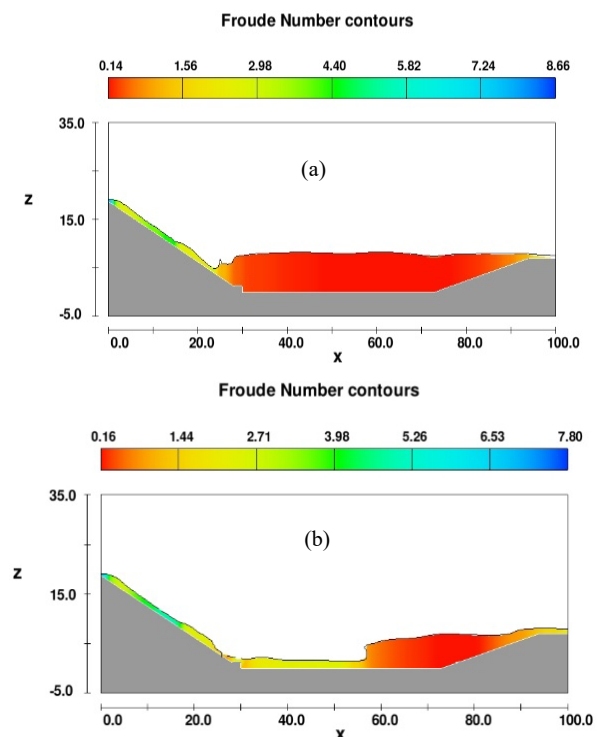 Froude Number contours
0.14 1.56 2.98 4.40 5.82 7.24 8.66
35.0
(a)
z
15.0
-5.0
0.0 20.0 40.0 60.0 80.0 100.0
x
Froude Number contours
0.16 1.44 2.71 3.98 5.26 6.53 7.80
35.0
(b)
z
15.0
-5.0
0.0 20.0 40.0 60.0 80.0 100.0
x